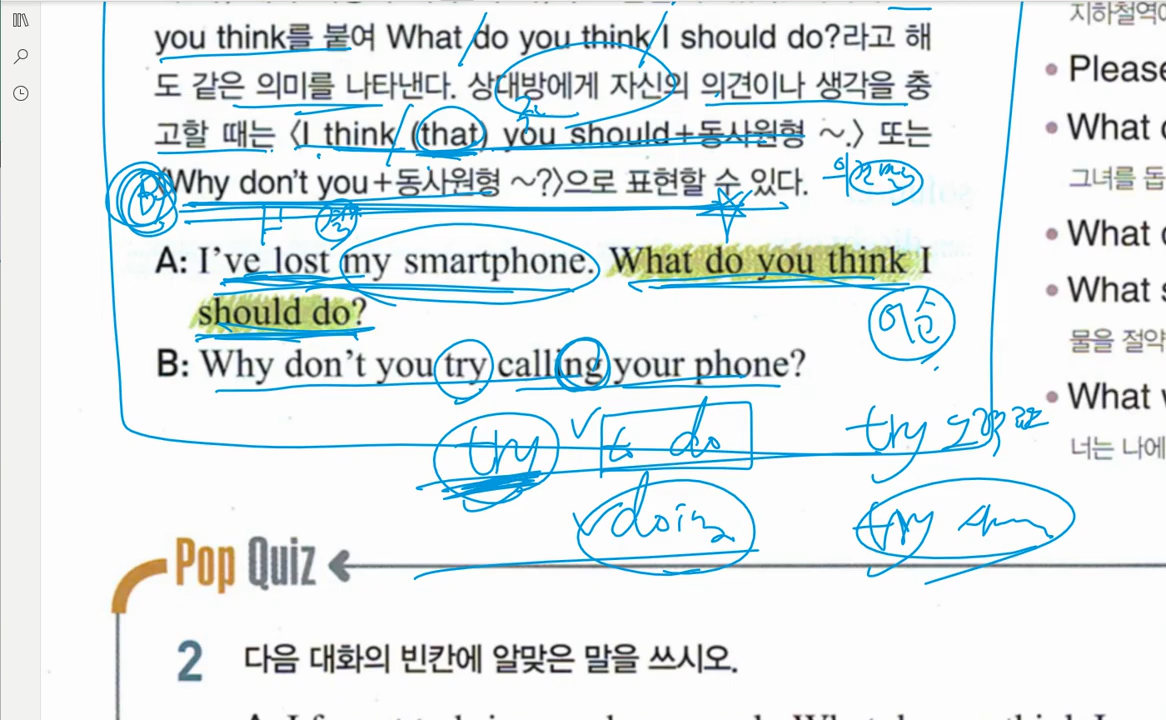 you think를 붙여 What do you think I should do?라고 해
도 같은 의미를 나타낸다. 상대방에게 자신의 의견이나 생각을 충
고할 때는 〈I think (that) you should+동사원형 ~.〉 또는
〈Why don't you+동사원형 ~?〉으로 표현할 수 있다.
A: I've lost my smartphone. What do you think I
should do?
어순
B: Why don't you try calling your phone?
try to do
try
doing
try
Pop Quiz
2 다음 대화의 빈칸에 알맞은 말을 쓰시오.
지하철역에
Please
What
그녀를 돕
What
What s
물을 절약
What
너는 나에